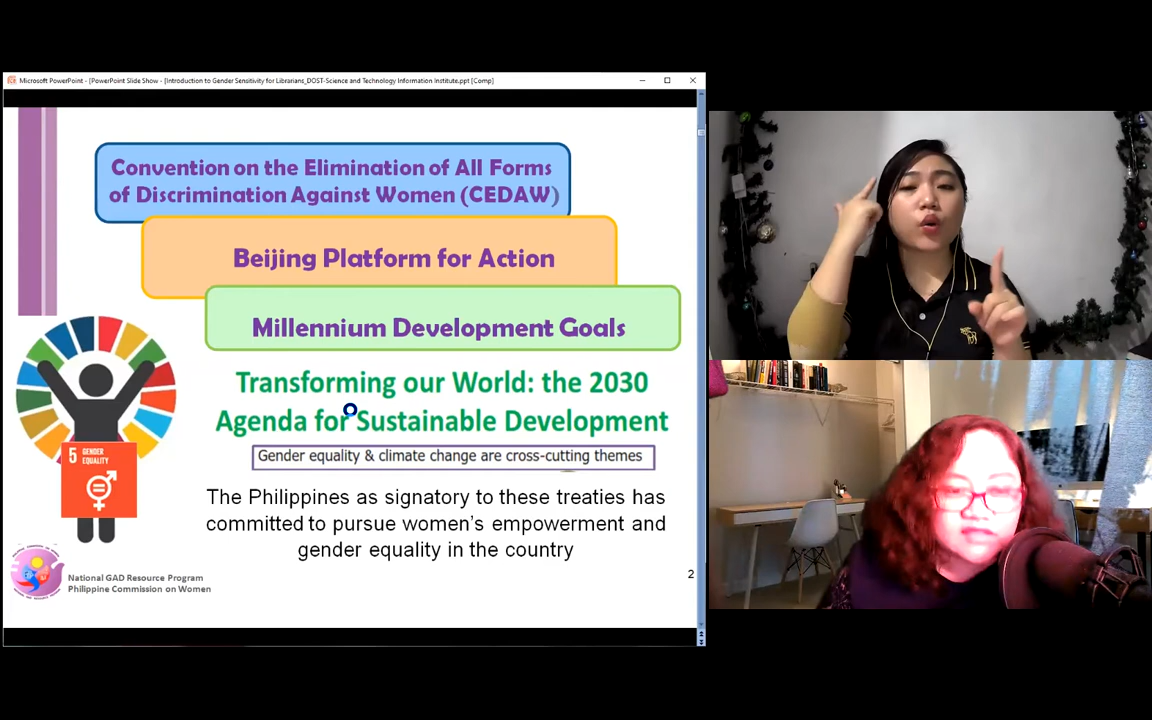 Microsoft PowerPoint - [PowerPoint Slide Show - [Introduction to Gender Sensitivity for Librarians_DOST-Science and Technology Information Institute.ppt [Comp]
Convention on the Elimination of All Forms
of Discrimination Against Women (CEDAW)
Beijing Platform for Action
Millennium Development Goals
Transforming our World: the 2030
Agenda for Sustainable Development
Gender equality & climate change are cross-cutting themes
5 GENDER
EQUALITY
The Philippines as signatory to these treaties has
committed to pursue women's empowerment and
gender equality in the country
National GAD Resource Program
Philippine Commission on Women
2